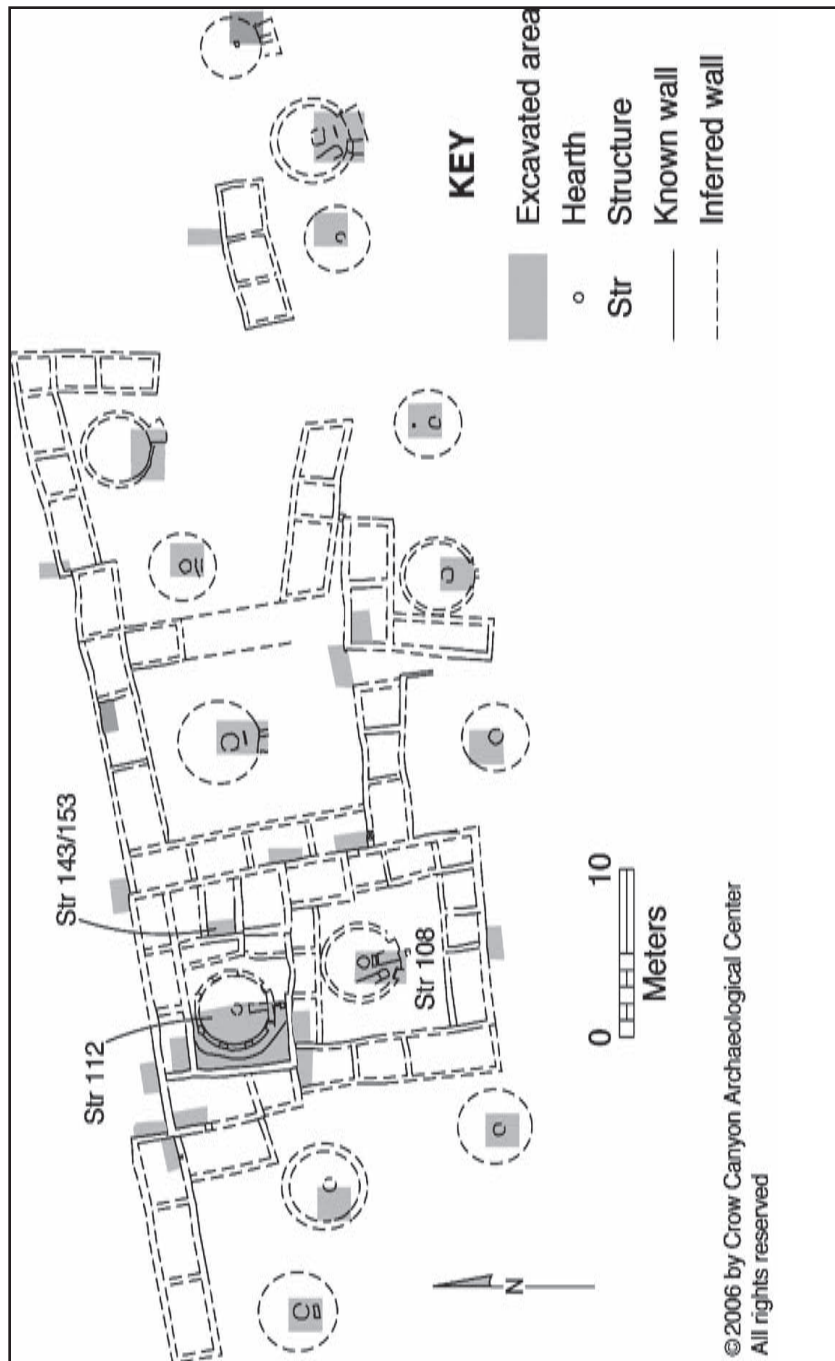 Str 112
Str 143/153
Str 108
KEY
Excavated area
Hearth
Str Structure
Known wall
Inferred wall
N
0 10
Meters
©2006 by Crow Canyon Archaeological Center
All rights reserved